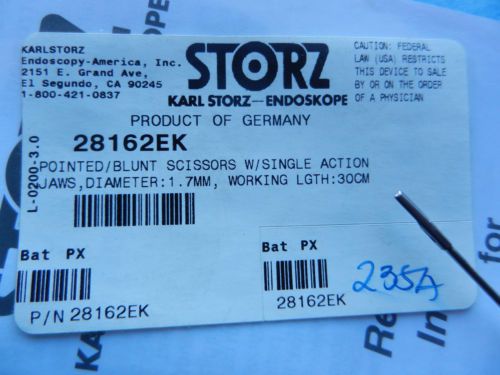 KARLSTORZ
Endoscopy-America, Inc.
2151 E. Grand Ave,
El Segundo, CA 90245
1-800-421-0837
STORZ
KARL STORZ—ENDOSKOPE
CAUTION: FEDERAL
LAW (USA) RESTRICTS
THIS DEVICE TO SALE
BY OR ON THE ORDER
OF A PHYSICIAN
PRODUCT OF GERMANY
28162EK
L-0200-3.0
POINTED/BLUNT SCISSORS W/SINGLE ACTION
JAWS,DIAMETER:1.7MM, WORKING LGTH:30CM
Bat PX
P/N 28162EK
Bat PX
28162EK
for
In